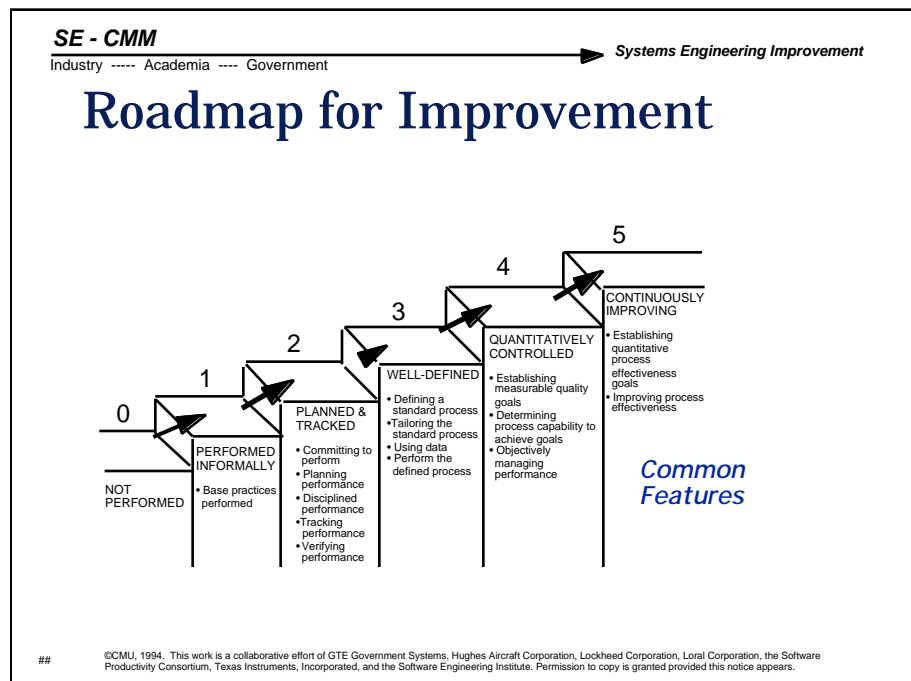 SE - CMM
Systems Engineering Improvement
Industry ----- Academia ---- Government
Roadmap for Improvement
0
NOT
PERFORMED
1
PERFORMED
INFORMALLY
• Base practices
performed
2
PLANNED &
TRACKED
• Committing to
perform
• Planning
performance
• Disciplined
performance
•Tracking
performance
• Verifying
performance
3
WELL-DEFINED
• Defining a
standard process
•Tailoring the
standard process
• Using data
• Perform the
defined process
4
QUANTITATIVELY
CONTROLLED
• Establishing
measurable quality
goals
• Determining
process capability to
achieve goals
• Objectively
managing
performance
5
CONTINUOUSLY
IMPROVING
• Establishing
quantitative
process
effectiveness
goals
• Improving process
effectiveness
Common
Features
##
©CMU, 1994. This work is a collaborative effort of GTE Government Systems, Hughes Aircraft Corporation, Lockheed Corporation, Loral Corporation, the Software
Productivity Consortium, Texas Instruments, Incorporated, and the Software Engineering Institute. Permission to copy is granted provided this notice appears.